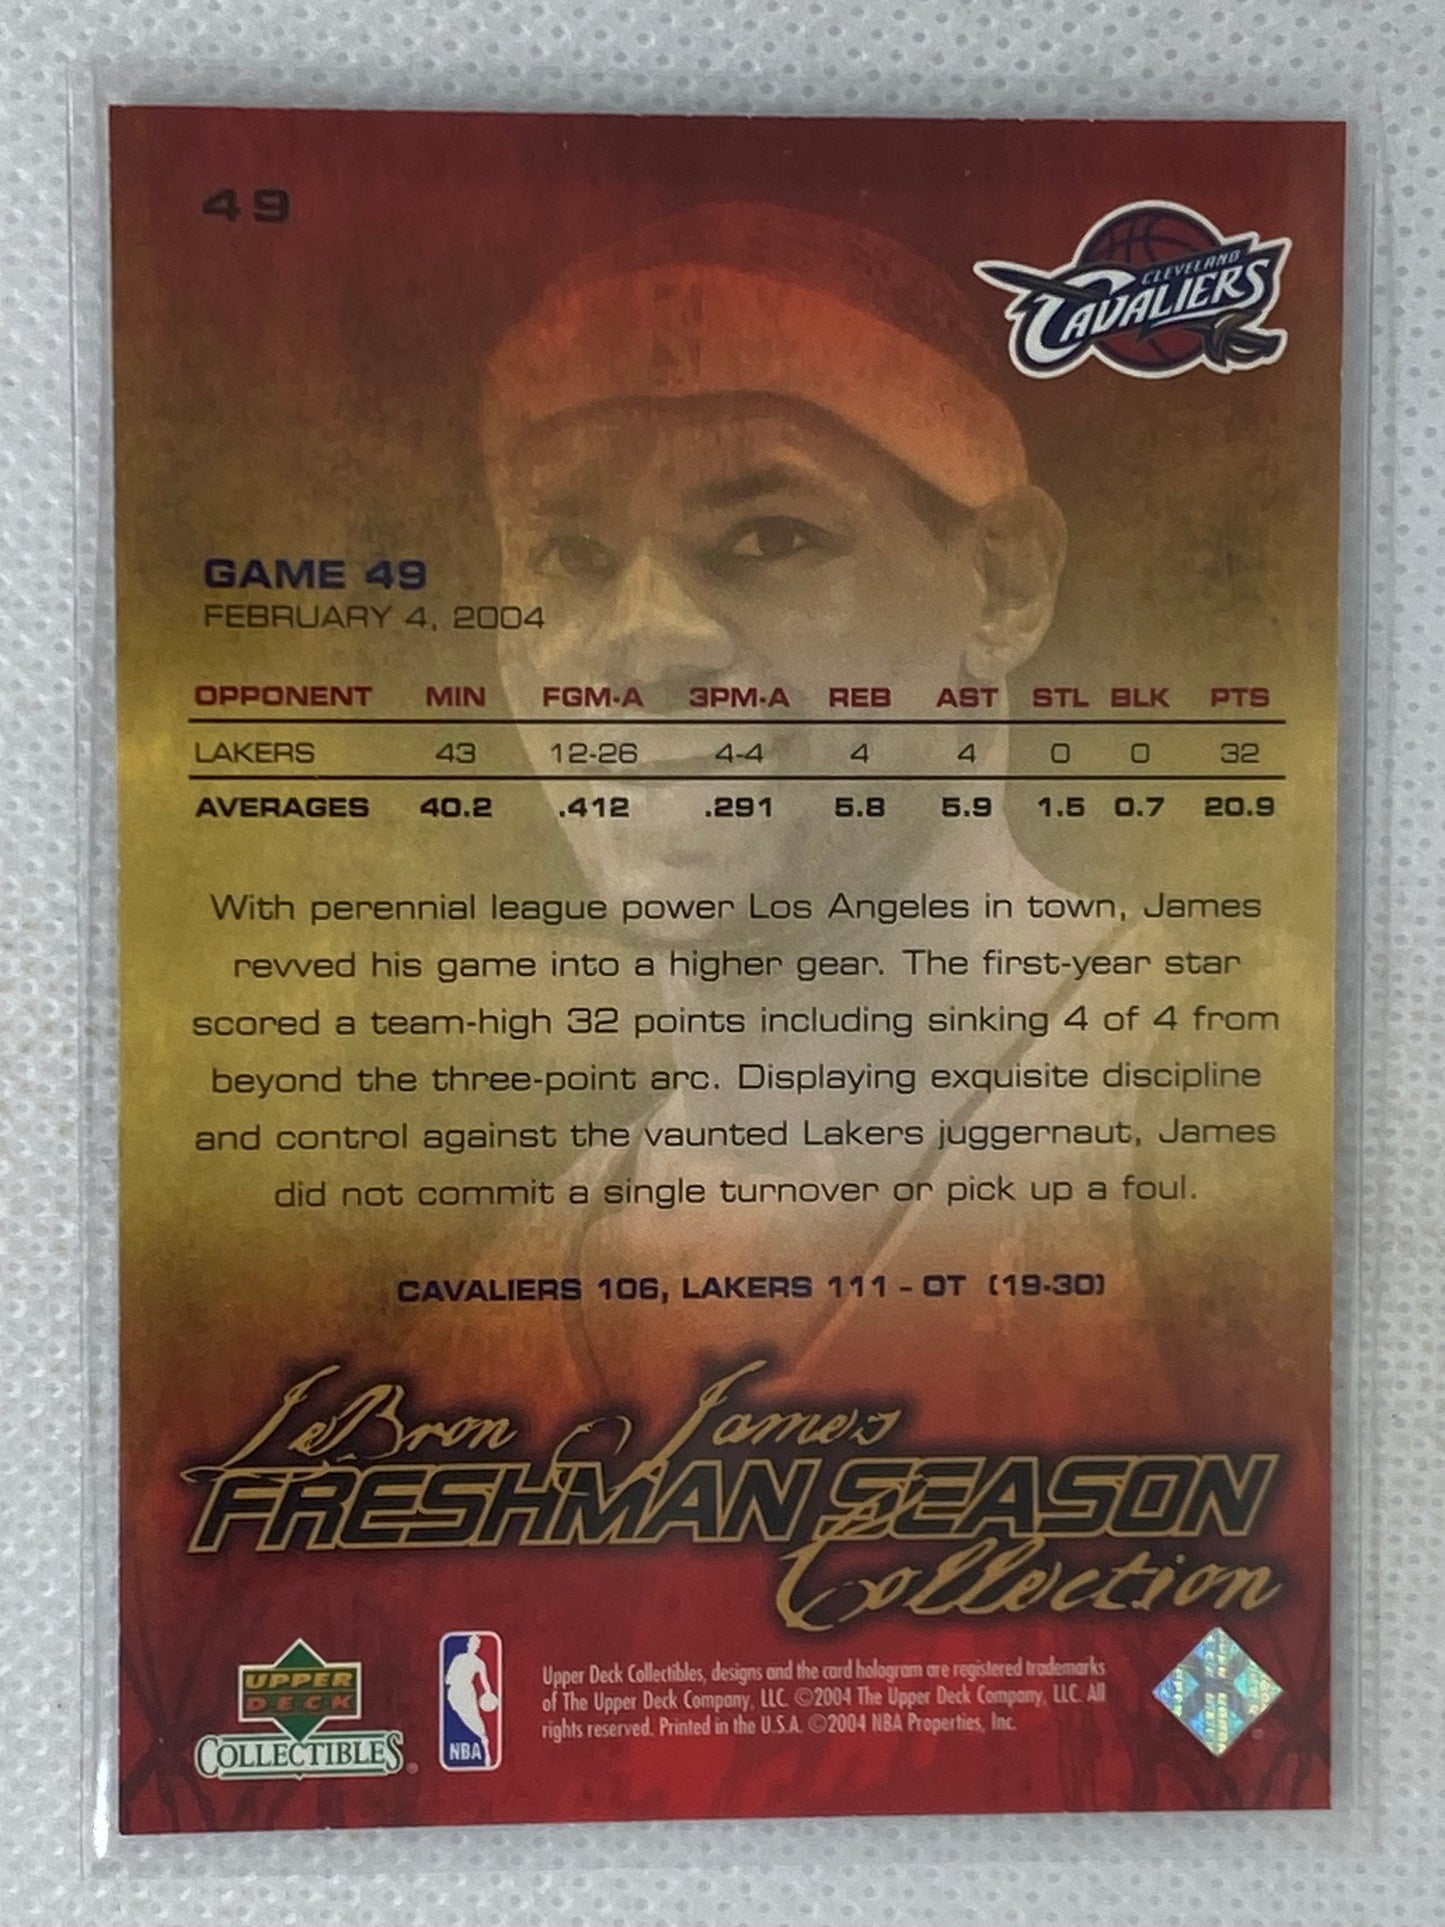 49
CLEVELAND
CAVALIERS
GAME 49
FEBRUARY 4, 2004
OPPONENT MIN FGM-A 3PM-A REB AST STL BLK PTS
LAKERS 43 12-26 4-4 4 4 0 0 32
AVERAGES 40.2 .412 .291 5.8 5.9 1.5 0.7 20.9
With perennial league power Los Angeles in town, James
revved his game into a higher gear. The first-year star
scored a team-high 32 points including sinking 4 of 4 from
beyond the three-point arc. Displaying exquisite discipline
and control against the vaunted Lakers juggernaut, James
did not commit a single turnover or pick up a foul.
CAVALIERS 106, LAKERS 111 - OT (19-30)
LeBron James
FRESHMAN SEASON
Collection
UPPER
DECK
COLLECTIBLES®
NBA
Upper Deck Collectibles, designs and the card hologram are registered trademarks
of The Upper Deck Company, LLC. ©2004 The Upper Deck Company, LLC. All
rights reserved. Printed in the U.S.A. ©2004 NBA Properties, Inc.